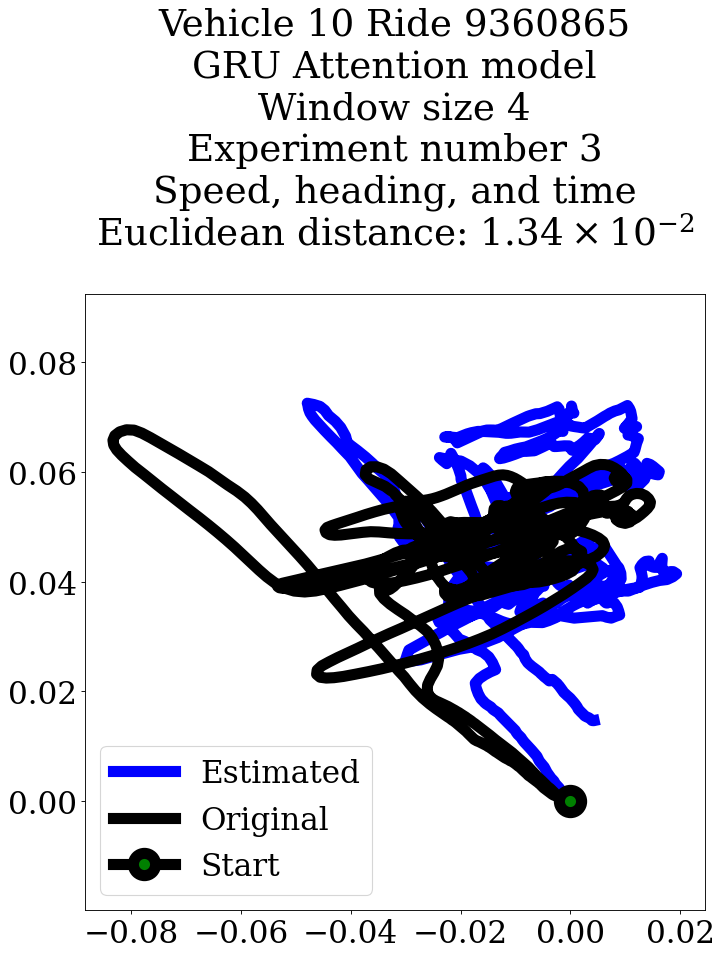 Vehicle 10 Ride 9360865
GRU Attention model
Window size 4
Experiment number 3
Speed, heading, and time
Euclidean distance: 1.34 × 10⁻²
0.08
0.06
0.04
0.02
0.00
Estimated
Original
Start
−0.08 −0.06 −0.04 −0.02 0.00 0.02